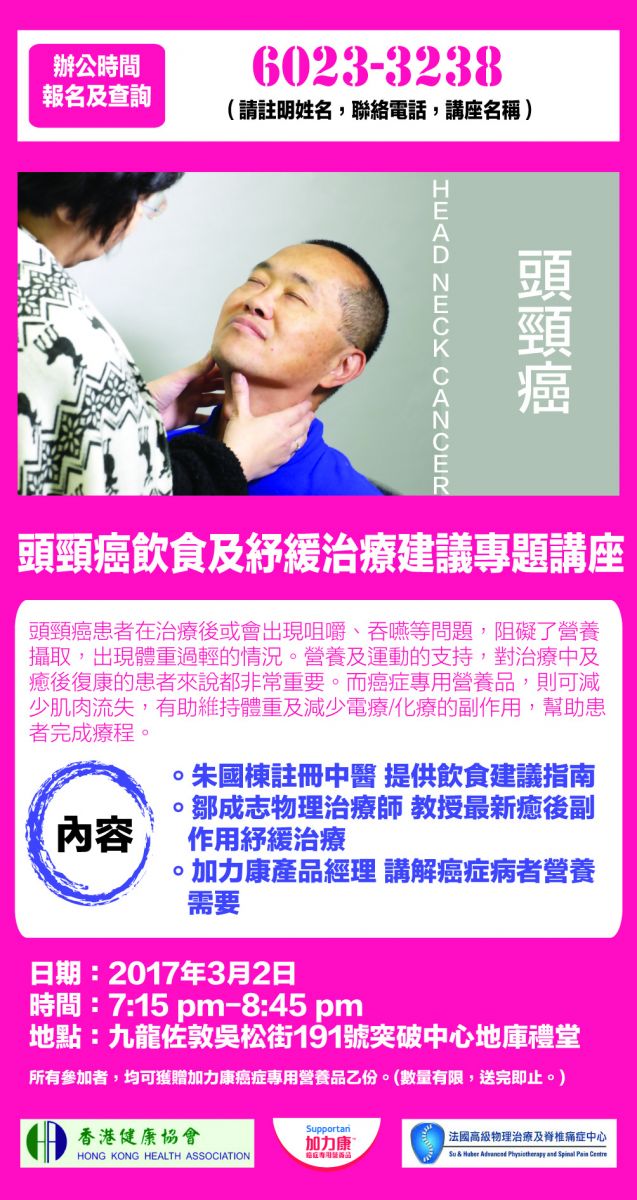 辦公時間
報名及查詢
6023-3238
(請註明姓名,聯絡電話,講座名稱)
HEAD NECK CANCER
頭頸癌
頭頸癌飲食及紓緩治療建議專題講座
頭頸癌患者在治療後或會出現咀嚼、吞嚥等問題,阻礙了營養
攝取,出現體重過輕的情況。營養及運動的支持,對治療中及
癒後復康的患者來說都非常重要。而癌症專用營養品,則可減
少肌肉流失,有助維持體重及減少電療/化療的副作用,幫助患
者完成療程。
內容
。朱國棟註冊中醫 提供飲食建議指南
。鄒成志物理治療師 教授最新癒後副
作用紓緩治療
。加力康產品經理 講解癌症病者營養
需要
日期:2017年3月2日
時間:7:15 pm-8:45 pm
地點:九龍佐敦吳松街191號突破中心地庫禮堂
所有參加者,均可獲贈加力康癌症專用營養品乙份。(數量有限,送完即止。)
香港健康協會
HONG KONG HEALTH ASSOCIATION
Supportan
加力康™
癌症專用營養品
法國高級物理治療及脊椎痛症中心
Su & Huber Advanced Physiotherapy and Spinal Pain Centre